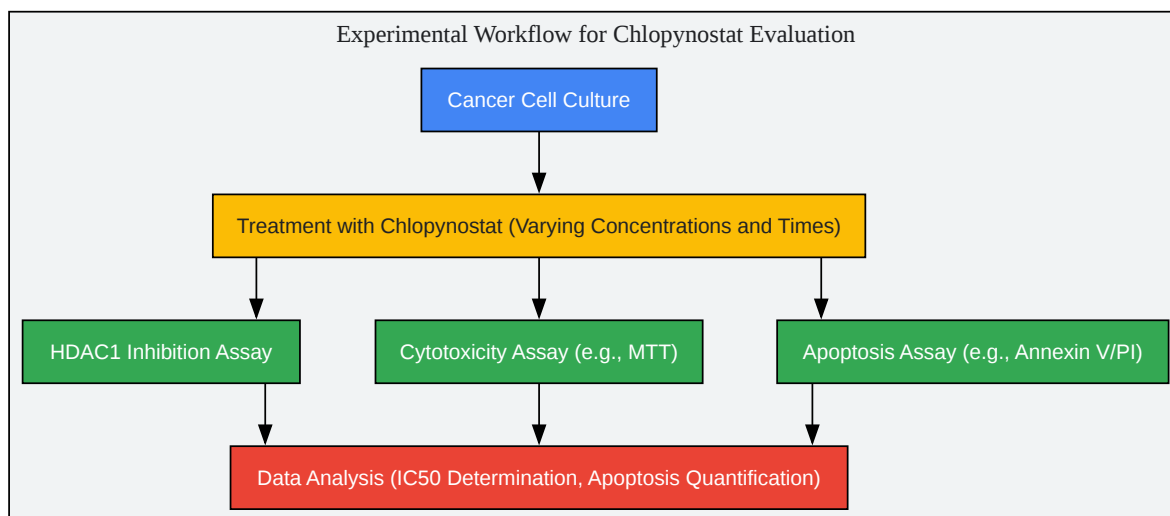 Experimental Workflow for Chlopynostat Evaluation
Cancer Cell Culture
Treatment with Chlopynostat (Varying Concentrations and Times)
HDAC1 Inhibition Assay
Cytotoxicity Assay (e.g., MTT)
Apoptosis Assay (e.g., Annexin V/PI)
Data Analysis (IC50 Determination, Apoptosis Quantification)